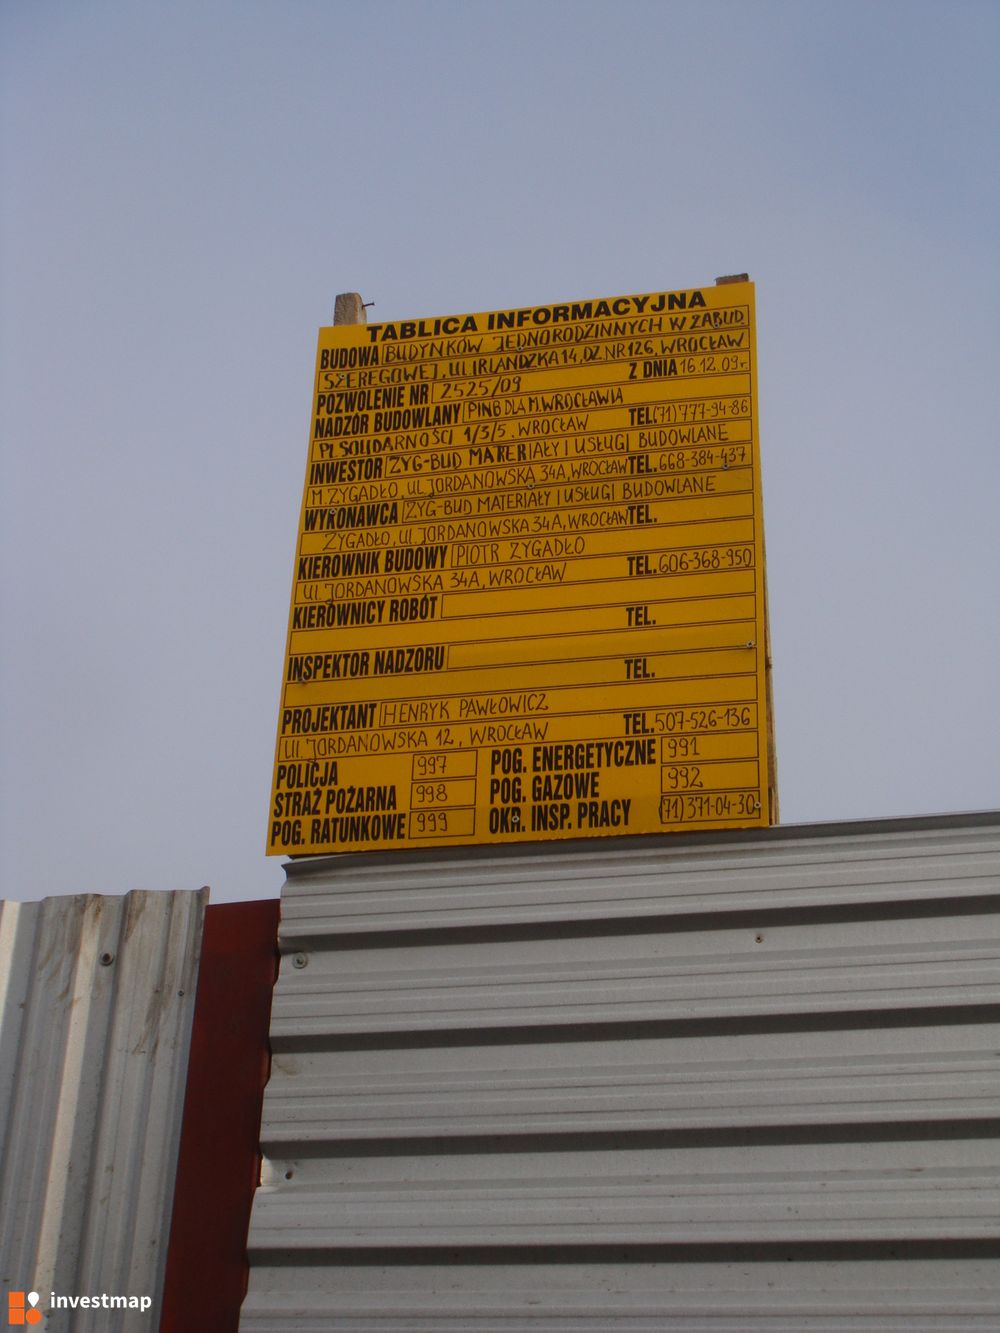 TABLICA INFORMACYJNA
BUDOWA BUDYNKÓW JEDNORODZINNYCH W ZABUD
SZEREGOWEJ, UL IRLANDZKA 14, DZ. NR 126, WROCŁAW
POZWOLENIE NR 2525/09 Z DNIA 16.12.09r.
NADZÓR BUDOWLANY PINB DLA M. WROCŁAWIA
PL SOLIDARNOŚCI 1/3/5. WROCŁAW TEL. (71) 777-94-86
INWESTOR ZYG-BUD MARERIAŁY I USŁUGI BUDOWLANE
M. ZYGADŁO, UL JORDANOWSKA 34A, WROCŁAW TEL. 668-384-437
WYKONAWCA ZYG-BUD MATERIAŁY I USŁUGI BUDOWLANE
ZYGADŁO, UL JORDANOWSKA 34A, WROCŁAW TEL.
KIEROWNIK BUDOWY PIOTR ZYGADŁO
UL JORDANOWSKA 34A, WROCŁAW TEL. 606-368-950
KIEROWNICY ROBÓT
TEL.
INSPEKTOR NADZORU
TEL.
PROJEKTANT HENRYK PAWŁOWICZ
UL JORDANOWSKA 12, WROCŁAW TEL. 507-526-136
POLICJA 997 POG. ENERGETYCZNE 991
STRAŻ POŻARNA 998 POG. GAZOWE 992
POG. RATUNKOWE 999 OKR. INSP. PRACY (71) 371-04-30
investmap